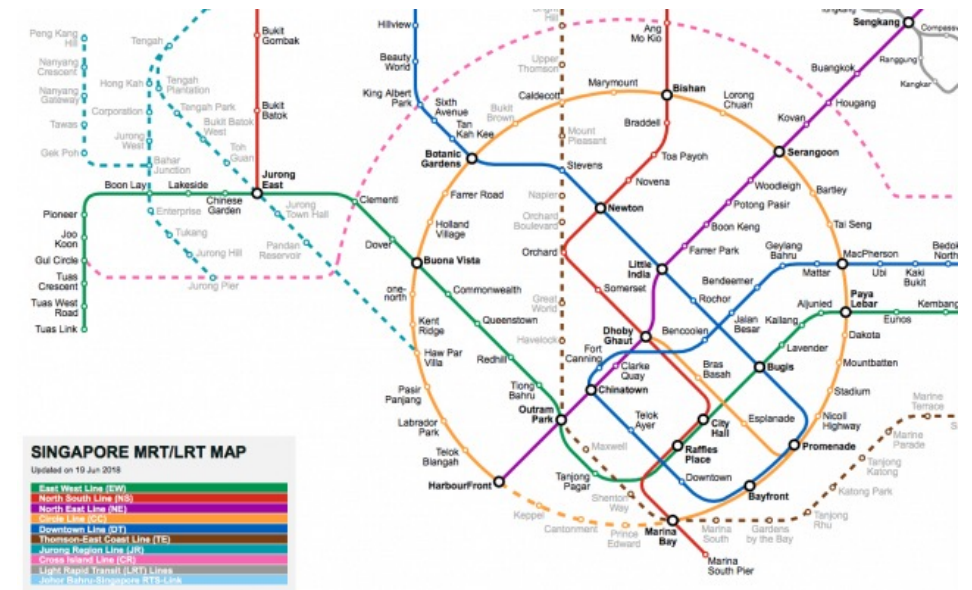 Peng Kang
Hill
Nanyang
Crescent
Nanyang
Gateway
Tawas
Gek Poh
Tengah
Hong Kah
Tengah
Plantation
Corporation
Tengah Park
Bukit Batok
West
Jurong
West
Toh
Guan
Bahar
Junction
Bukit
Gombak
Bukit
Batok
Jurong
East
Boon Lay
Lakeside
Chinese
Garden
Enterprise
Tukang
Jurong Hill
Jurong Pier
Jurong
Town Hall
Pandan
Reservoir
Pioneer
Joo
Koon
Gul Circle
Tuas
Crescent
Tuas West
Road
Tuas Link
Clementi
Dover
Hillview
Beauty
World
King Albert
Park
Sixth
Avenue
Tan
Kah Kee
Botanic
Gardens
Farrer Road
Holland
Village
Buona Vista
one-
north
Kent
Ridge
Haw Par
Villa
Pasir
Panjang
Labrador
Park
Telok
Blangah
HarbourFront
Commonwealth
Queenstown
Redhill
Tiong
Bahru
Outram
Park
Hill
Upper
Thomson
Caldecott
Bukit
Brown
Mount
Pleasant
Stevens
Napier
Orchard
Boulevard
Orchard
Great
World
Havelock
Marymount
Ang
Mo Kio
Bishan
Braddell
Toa Payoh
Novena
Newton
Somerset
Dhoby
Ghaut
Fort
Canning
Clarke
Quay
Chinatown
Telok
Ayer
Maxwell
Shenton
Way
Tanjong
Pagar
Keppel
Cantonment
Prince
Edward
Marina
Bay
Marina
South Pier
Marina
South
Gardens
by the Bay
Tanjong
Rhu
Katong Park
Tanjong
Katong
Marine
Parade
Marine
Terrace
S
Lorong
Chuan
Serangoon
Kovan
Hougang
Buangkok
Sengkang
Compass
Ranggung
Kangkar
Woodleigh
Potong Pasir
Boon Keng
Farrer Park
Little
India
Rochor
Bencoolen
Jalan
Besar
Bendemeer
Geylang
Bahru
Mattar
MacPherson
Ubi
Kaki
Bukit
Bedok
North
Bartley
Tai Seng
Paya
Lebar
Aljunied
Kallang
Lavender
Bugis
Eunos
Kembang
Dakota
Mountbatten
Stadium
Nicoll
Highway
Promenade
Bayfront
Downtown
Raffles
Place
City
Hall
Esplanade
Bras
Basah
SINGAPORE MRT/LRT MAP
Updated on 19 Jun 2018
East West Line (EW)
North South Line (NS)
North East Line (NE)
Circle Line (CC)
Downtown Line (DT)
Thomson-East Coast Line (TE)
Jurong Region Line (JR)
Cross Island Line (CR)
Light Rapid Transit (LRT) Lines
Johor Bahru-Singapore RTS-Link